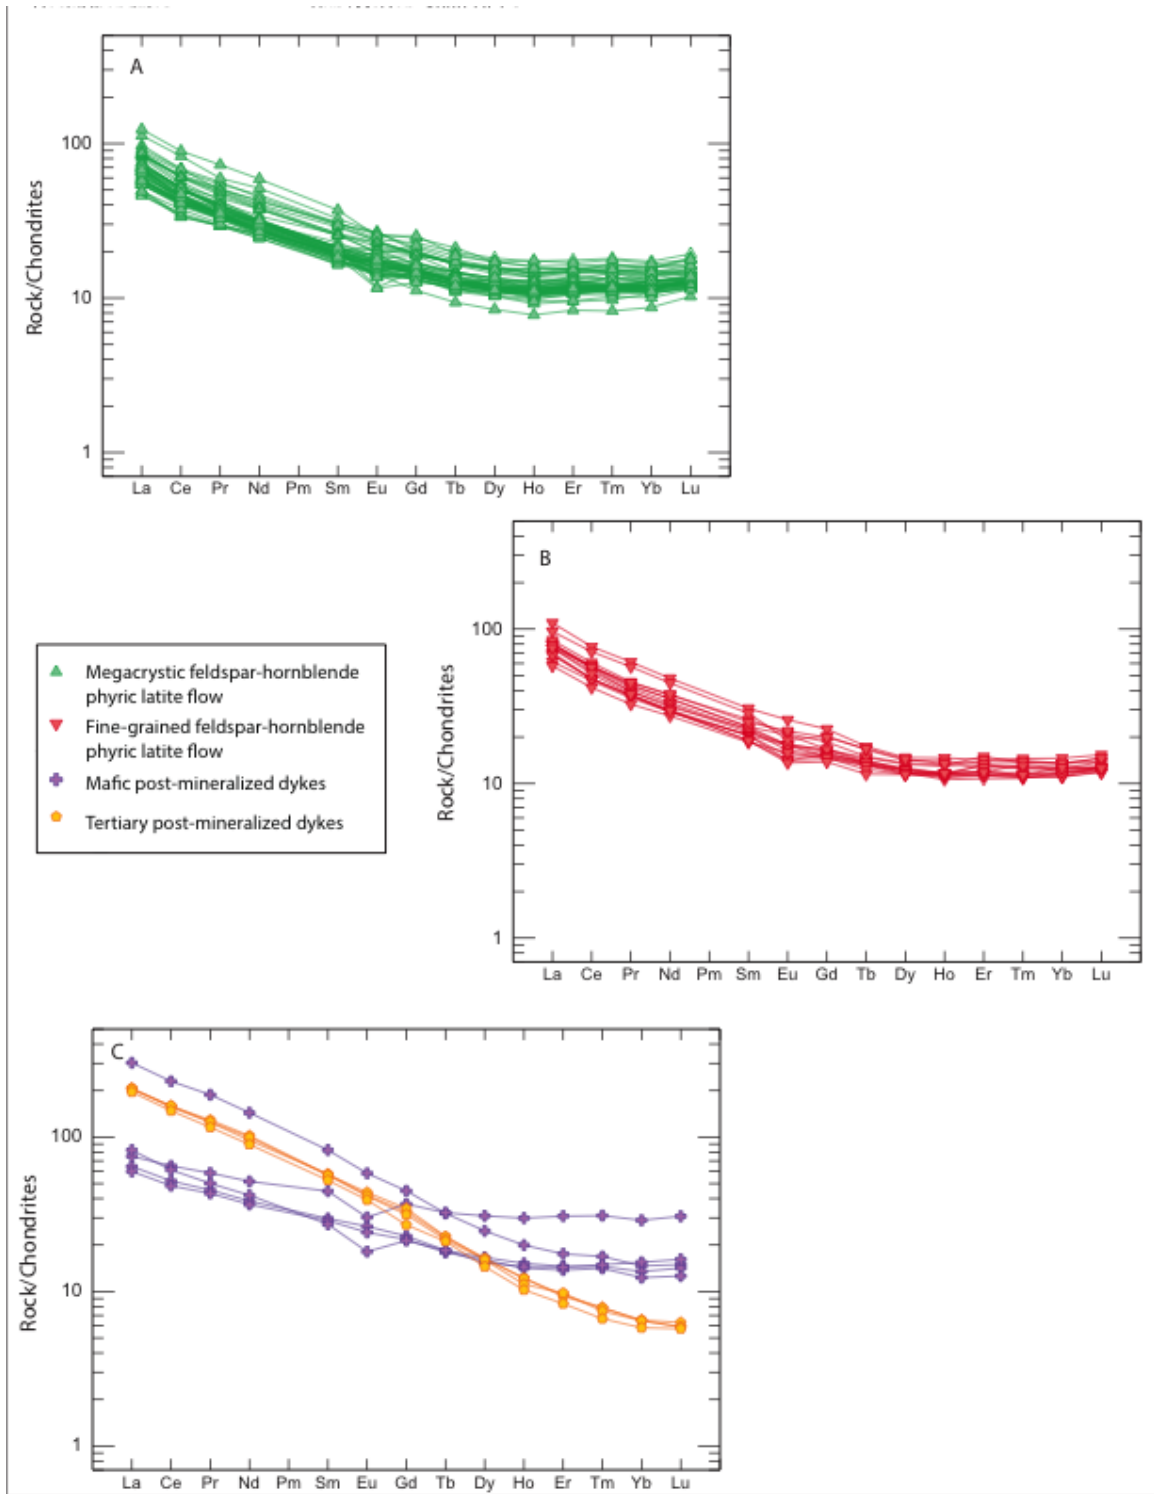 A
100
10
1
Rock/Chondrites
La Ce Pr Nd Pm Sm Eu Gd Tb Dy Ho Er Tm Yb Lu
B
100
10
1
Rock/Chondrites
La Ce Pr Nd Pm Sm Eu Gd Tb Dy Ho Er Tm Yb Lu
Megacrystic feldspar-hornblende
phyric latite flow
Fine-grained feldspar-hornblende
phyric latite flow
Mafic post-mineralized dykes
Tertiary post-mineralized dykes
C
100
10
1
Rock/Chondrites
La Ce Pr Nd Pm Sm Eu Gd Tb Dy Ho Er Tm Yb Lu